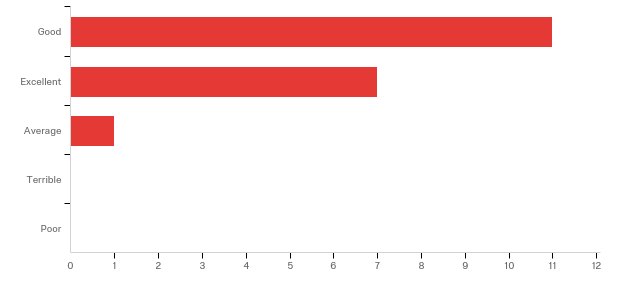 Good
Excellent
Average
Terrible
Poor
0 1 2 3 4 5 6 7 8 9 10 11 12